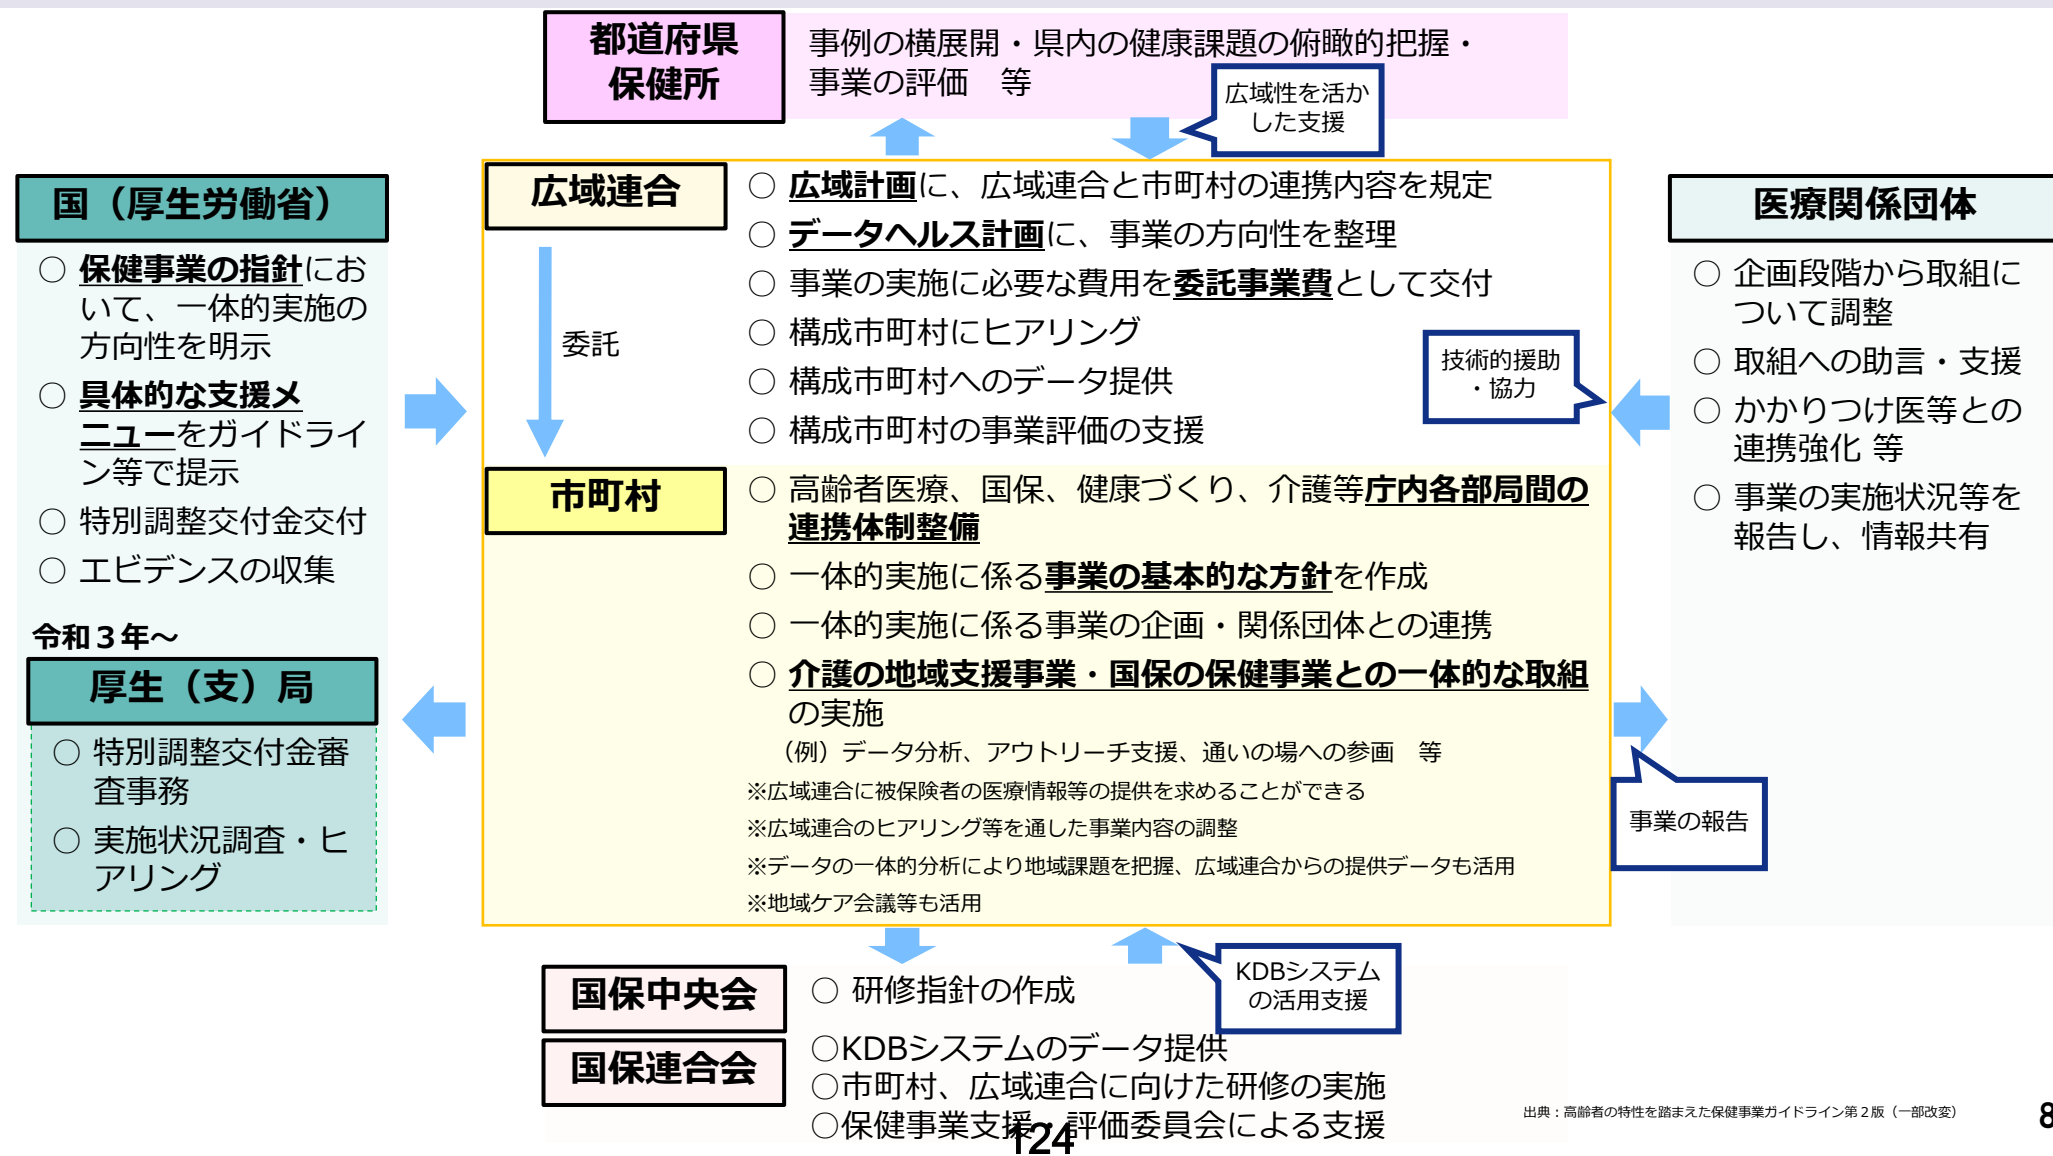 都道府県
保健所
事例の横展開・県内の健康課題の俯瞰的把握・
事業の評価　等
広域性を活か
した支援
国（厚生労働省）
○ 保健事業の指針にお
いて、一体的実施の
方向性を明示
○ 具体的な支援メ
ニューをガイドライ
ン等で提示
○ 特別調整交付金交付
○ エビデンスの収集
令和３年～
厚生（支）局
○ 特別調整交付金審
査事務
○ 実施状況調査・ヒ
アリング
広域連合
○ 広域計画に、広域連合と市町村の連携内容を規定
○ データヘルス計画に、事業の方向性を整理
○ 事業の実施に必要な費用を委託事業費として交付
○ 構成市町村にヒアリング
○ 構成市町村へのデータ提供
○ 構成市町村の事業評価の支援
委託
技術的援助
・協力
市町村
○ 高齢者医療、国保、健康づくり、介護等庁内各部局間の
連携体制整備
○ 一体的実施に係る事業の基本的な方針を作成
○ 一体的実施に係る事業の企画・関係団体との連携
○ 介護の地域支援事業・国保の保健事業との一体的な取組
の実施
（例）データ分析、アウトリーチ支援、通いの場への参画　等
※広域連合に被保険者の医療情報等の提供を求めることができる
※広域連合のヒアリング等を通した事業内容の調整
※データの一体的分析により地域課題を把握、広域連合からの提供データも活用
※地域ケア会議等も活用
医療関係団体
○ 企画段階から取組に
ついて調整
○ 取組への助言・支援
○ かかりつけ医等との
連携強化 等
○ 事業の実施状況等を
報告し、情報共有
事業の報告
国保中央会
○ 研修指針の作成
KDBシステム
の活用支援
国保連合会
○KDBシステムのデータ提供
○市町村、広域連合に向けた研修の実施
○保健事業支援・評価委員会による支援
出典：高齢者の特性を踏まえた保健事業ガイドライン第２版（一部改変）
8
124